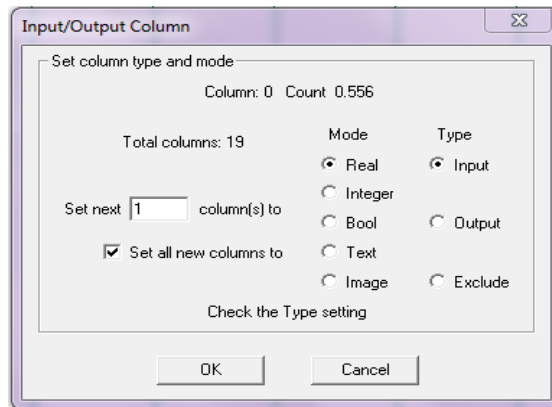 Input/Output Column
Set column type and mode
Column: 0 Count 0.556
Total columns: 19
Mode
Type
Real
Input
Integer
Set next 1 column(s) to
Bool
Output
Set all new columns to
Text
Image
Exclude
Check the Type setting
OK
Cancel